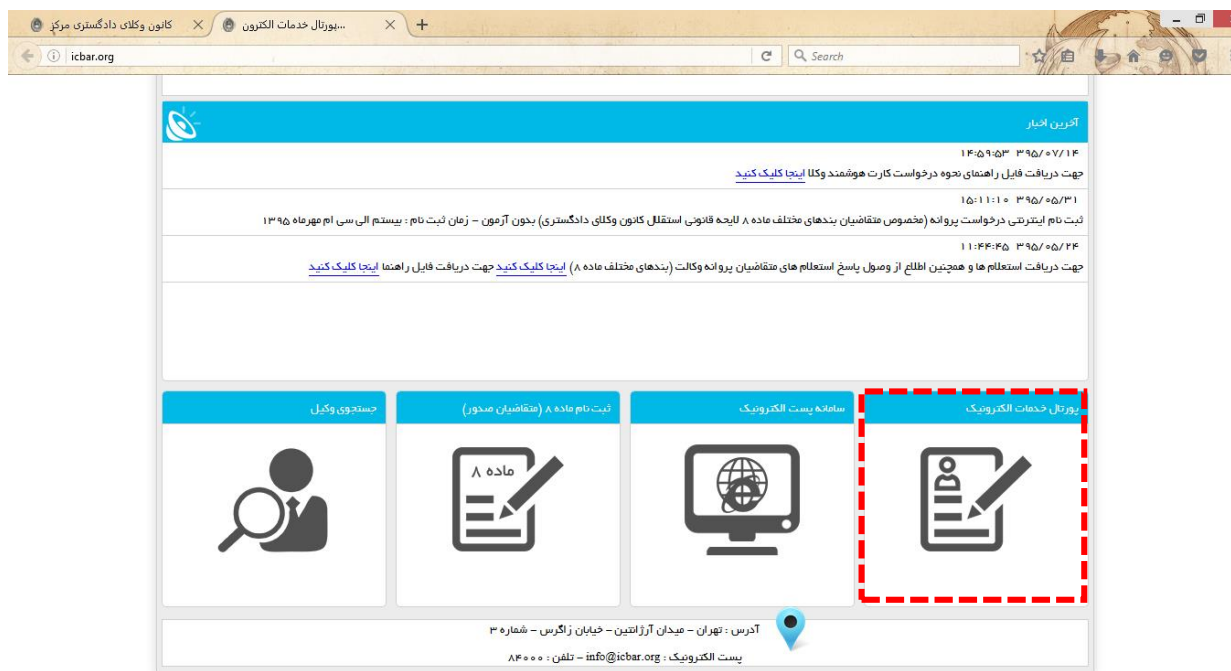 کانون وکلای دادگستری مرکز
پورتال خدمات الکترون...
icbar.org
Search
آخرین اخبار
۳۹۵/۰۷/۱۴ ۱۴:۵۹:۵۳
جهت دریافت فایل راهنمای نحوه درخواست کارت هوشمند وکلا اینجا کلیک کنید
۳۹۵/۰۵/۳۱ ۱۵:۱۱:۱۰
ثبت نام اینترنتی درخواست پروانه (مخصوص متقاضیان بندهای مختلف ماده ۸ لایحه قانونی استقلال کانون وکلای دادگستری) بدون آزمون – زمان ثبت نام : بیستم الی سی ام مهرماه ۱۳۹۵
۳۹۵/۰۵/۲۴ ۱۱:۴۴:۴۵
جهت دریافت استعلام ها و همچنین اطلاع از وصول پاسخ استعلام های متقاضیان پروانه وکالت (بندهای مختلف ماده ۸) اینجا کلیک کنید جهت دریافت فایل راهنما اینجا کلیک کنید
پورتال خدمات الکترونیک
سامانه پست الکترونیک
ثبت نام ماده ۸ (متقاضیان صدور)
ماده ۸
جستجوی وکیل
آدرس : تهران – میدان آرژانتین – خیابان زاگرس – شماره ۳
پست الکترونیک : info@icbar.org – تلفن : ۸۴۰۰۰